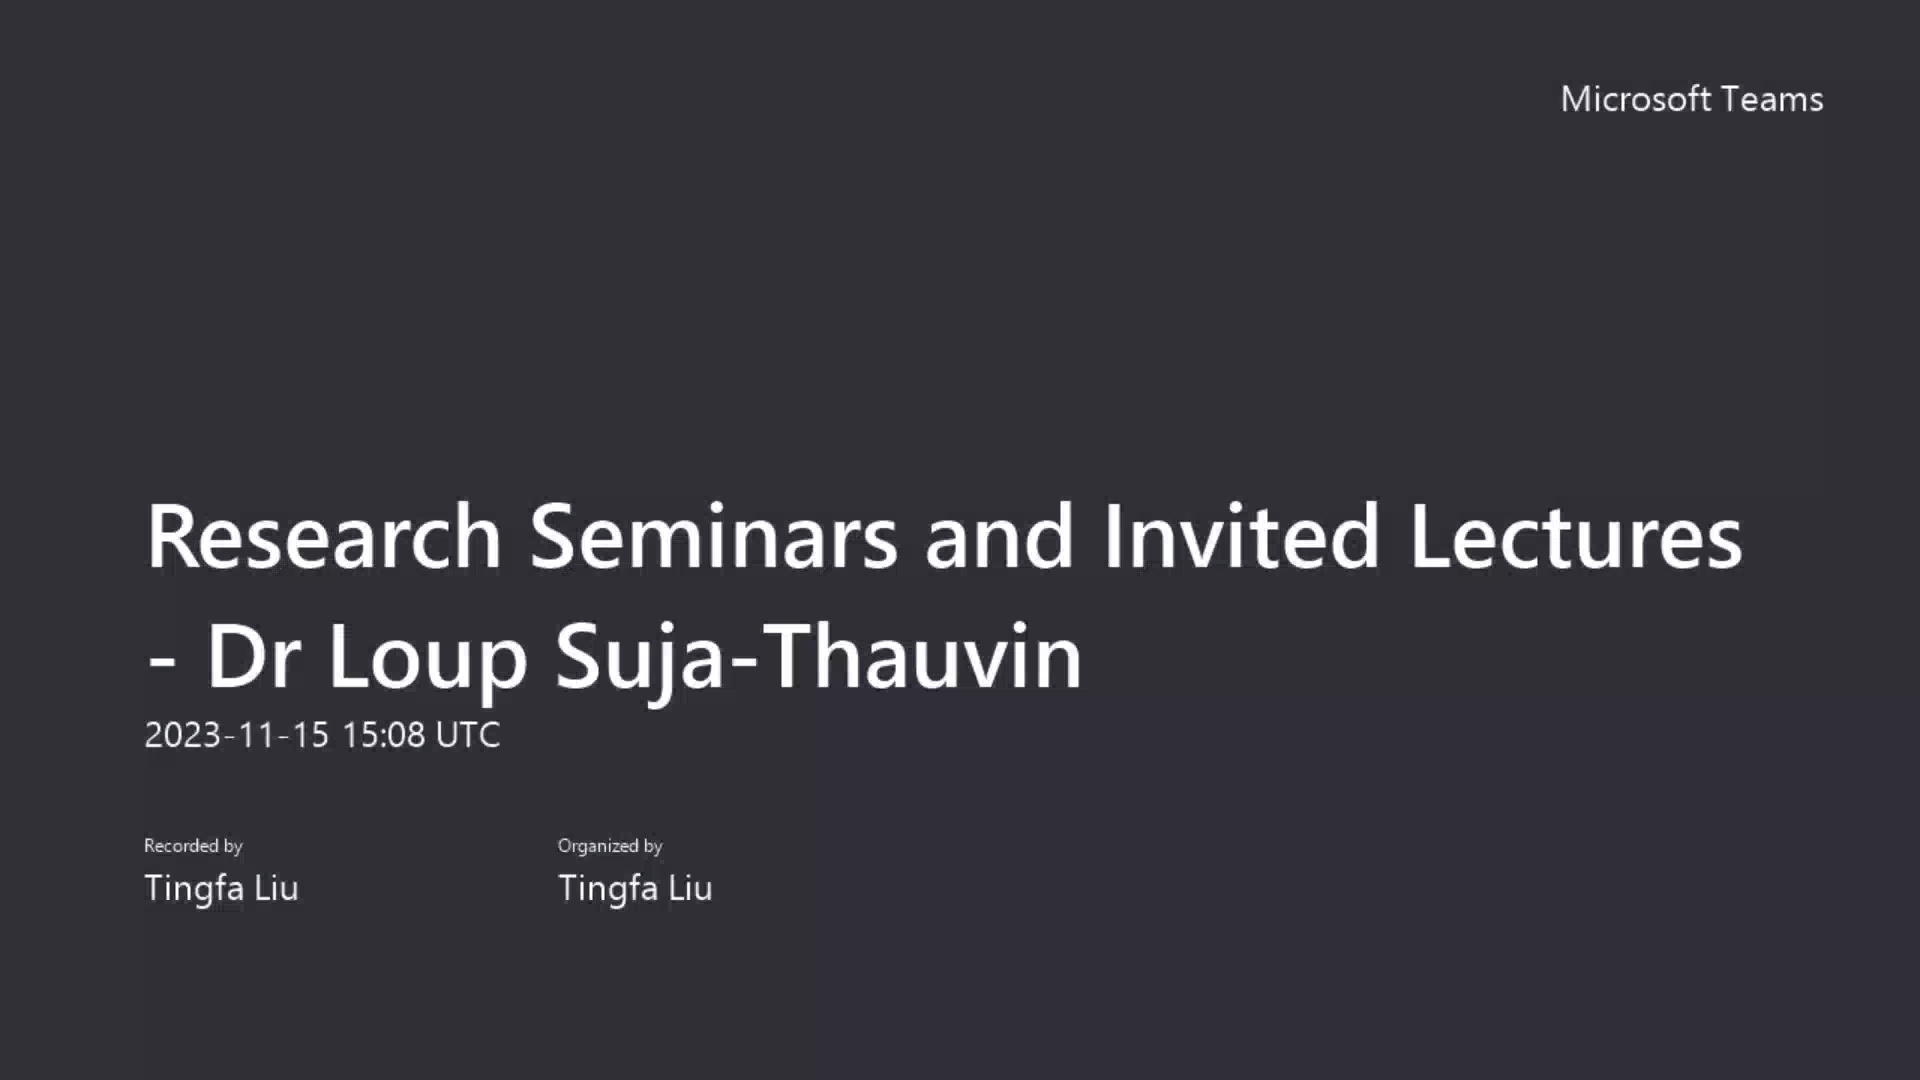 Microsoft Teams
Research Seminars and Invited Lectures
- Dr Loup Suja-Thauvin
2023-11-15 15:08 UTC
Recorded by
Tingfa Liu
Organized by
Tingfa Liu